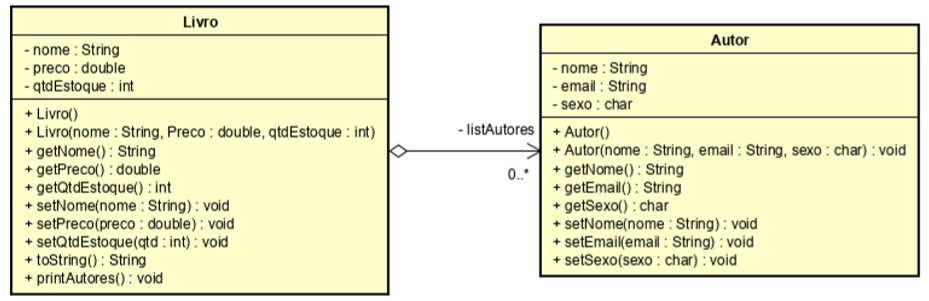 Livro
- nome : String
- preco : double
- qtdEstoque : int
+ Livro()
+ Livro(nome : String, Preco : double, qtdEstoque : int)
+ getNome() : String
+ getPreco() : double
+ getQtdEstoque() : int
+ setNome(nome : String) : void
+ setPreco(preco : double) : void
+ setQtdEstoque(qtd : int) : void
+ toString() : String
+ printAutores() : void
- listAutores
0..*
Autor
- nome : String
- email : String
- sexo : char
+ Autor()
+ Autor(nome : String, email : String, sexo : char) : void
+ getNome() : String
+ getEmail() : String
+ getSexo() : char
+ setNome(nome : String) : void
+ setEmail(email : String) : void
+ setSexo(sexo : char) : void